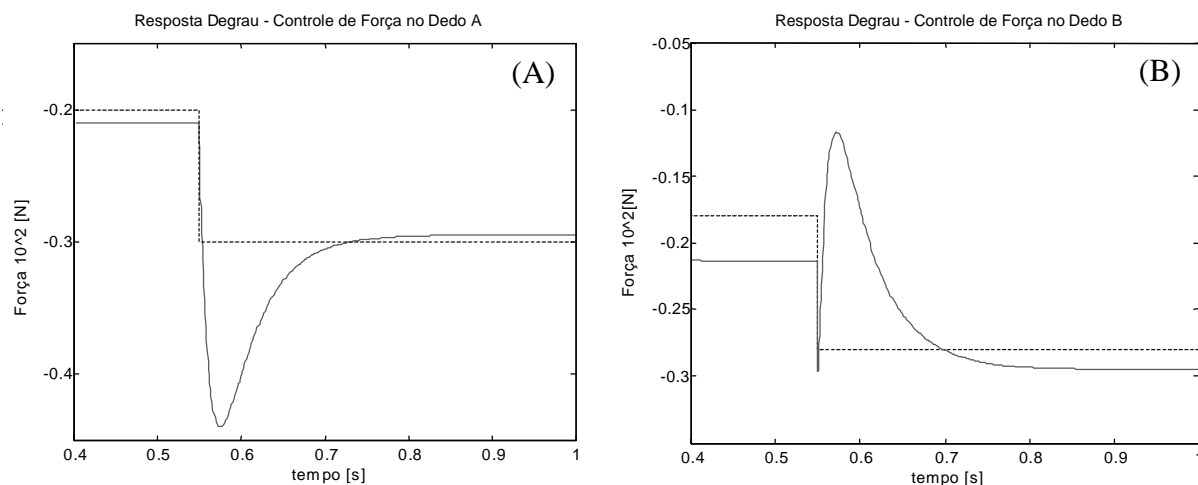 Resposta Degrau - Controle de Força no Dedo A
(A)
Força 10^2 [N]
-0.2
-0.3
-0.4
0.4 0.5 0.6 0.7 0.8 0.9 1
tempo [s]
Resposta Degrau - Controle de Força no Dedo B
(B)
Força 10^2[N]
-0.05
-0.1
-0.15
-0.2
-0.25
-0.3
0.4 0.5 0.6 0.7 0.8 0.9 1
tempo [s]